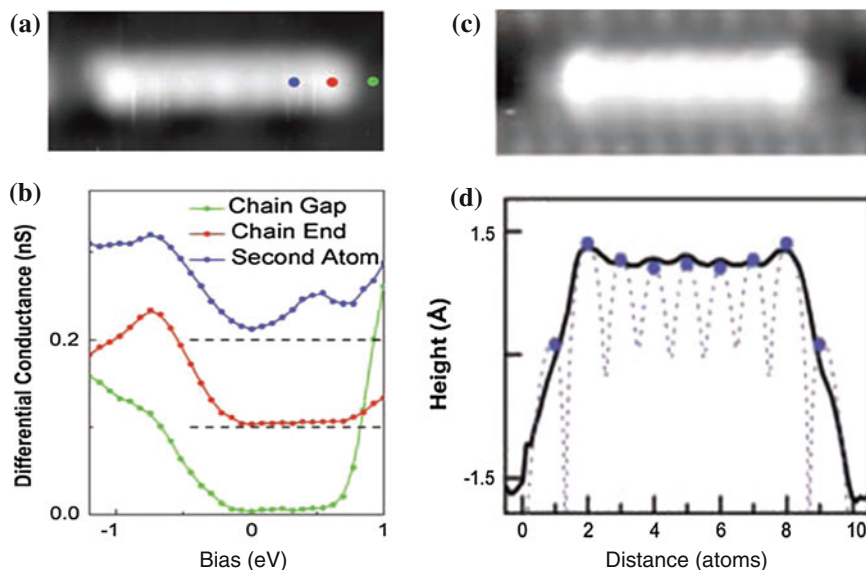 (a)
(c)
(b)
Differential Conductance (nS)
0.2
0.0
Chain Gap
Chain End
Second Atom
-1
0
1
Bias (eV)
(d)
Height (Å)
1.5
-1.5
0 2 4 6 8 10
Distance (atoms)